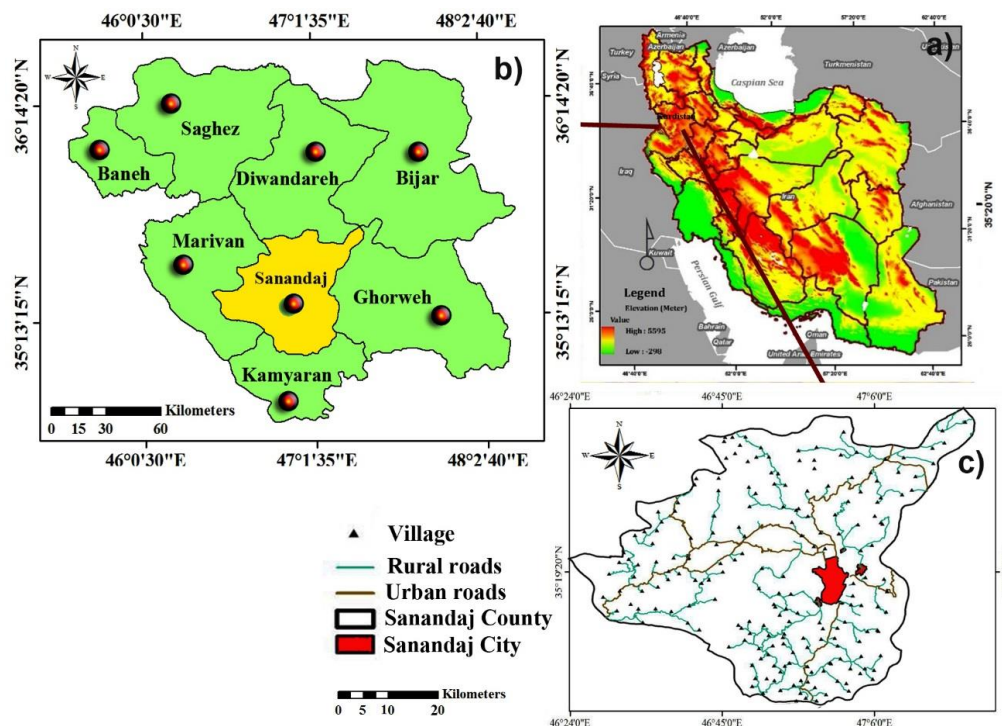 46°0'30"E 47°1'35"E 48°2'40"E
b)
N
W E
S
36°14'20"N
35°13'15"N
Saghez
Baneh
Diwandareh
Bijar
Marivan
Sanandaj
Ghorweh
Kamyaran
Kilometers
0 15 30 60
46°0'30"E 47°1'35"E 48°2'40"E
a)
Armenia
Turkey
Azerbaijan
Azerbaijan
Turkmenistan
Syria
Caspian Sea
36°14'20"N
Iraq
Iran
Afghanistan
35°20'0"N
Kuwait
Persian Gulf
Pakistan
35°13'15"N
Legend
Elevation (Meter)
Value
High : 5595
Low : -298
Bahrain
Qatar
Oman
United Arab Emirates
46°24'0"E 46°45'0"E 47°6'0"E
c)
N
W E
S
35°19'20"N
Village
Rural roads
Urban roads
Sanandaj County
Sanandaj City
Kilometers
0 5 10 20
46°24'0"E 46°45'0"E 47°6'0"E